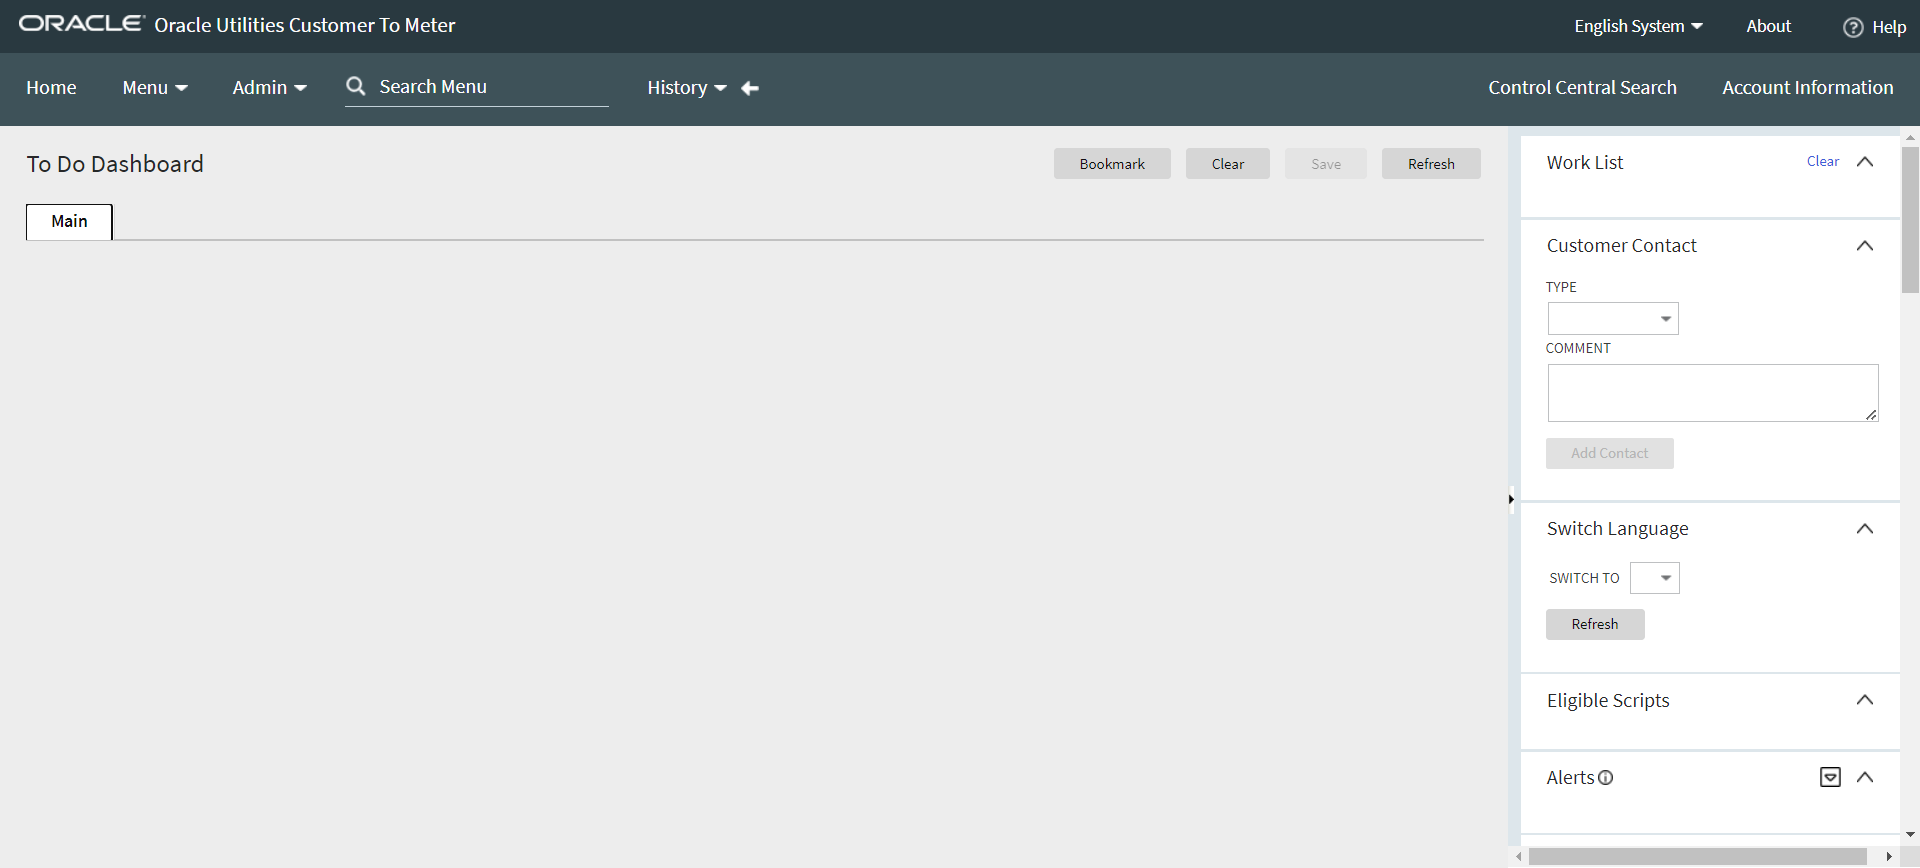 ORACLE Oracle Utilities Customer To Meter
English System About Help
Home Menu Admin Search Menu History Control Central Search Account Information
To Do Dashboard
Bookmark Clear Save Refresh
Main
Work List Clear
Customer Contact
TYPE
COMMENT
Add Contact
Switch Language
SWITCH TO
Refresh
Eligible Scripts
Alerts